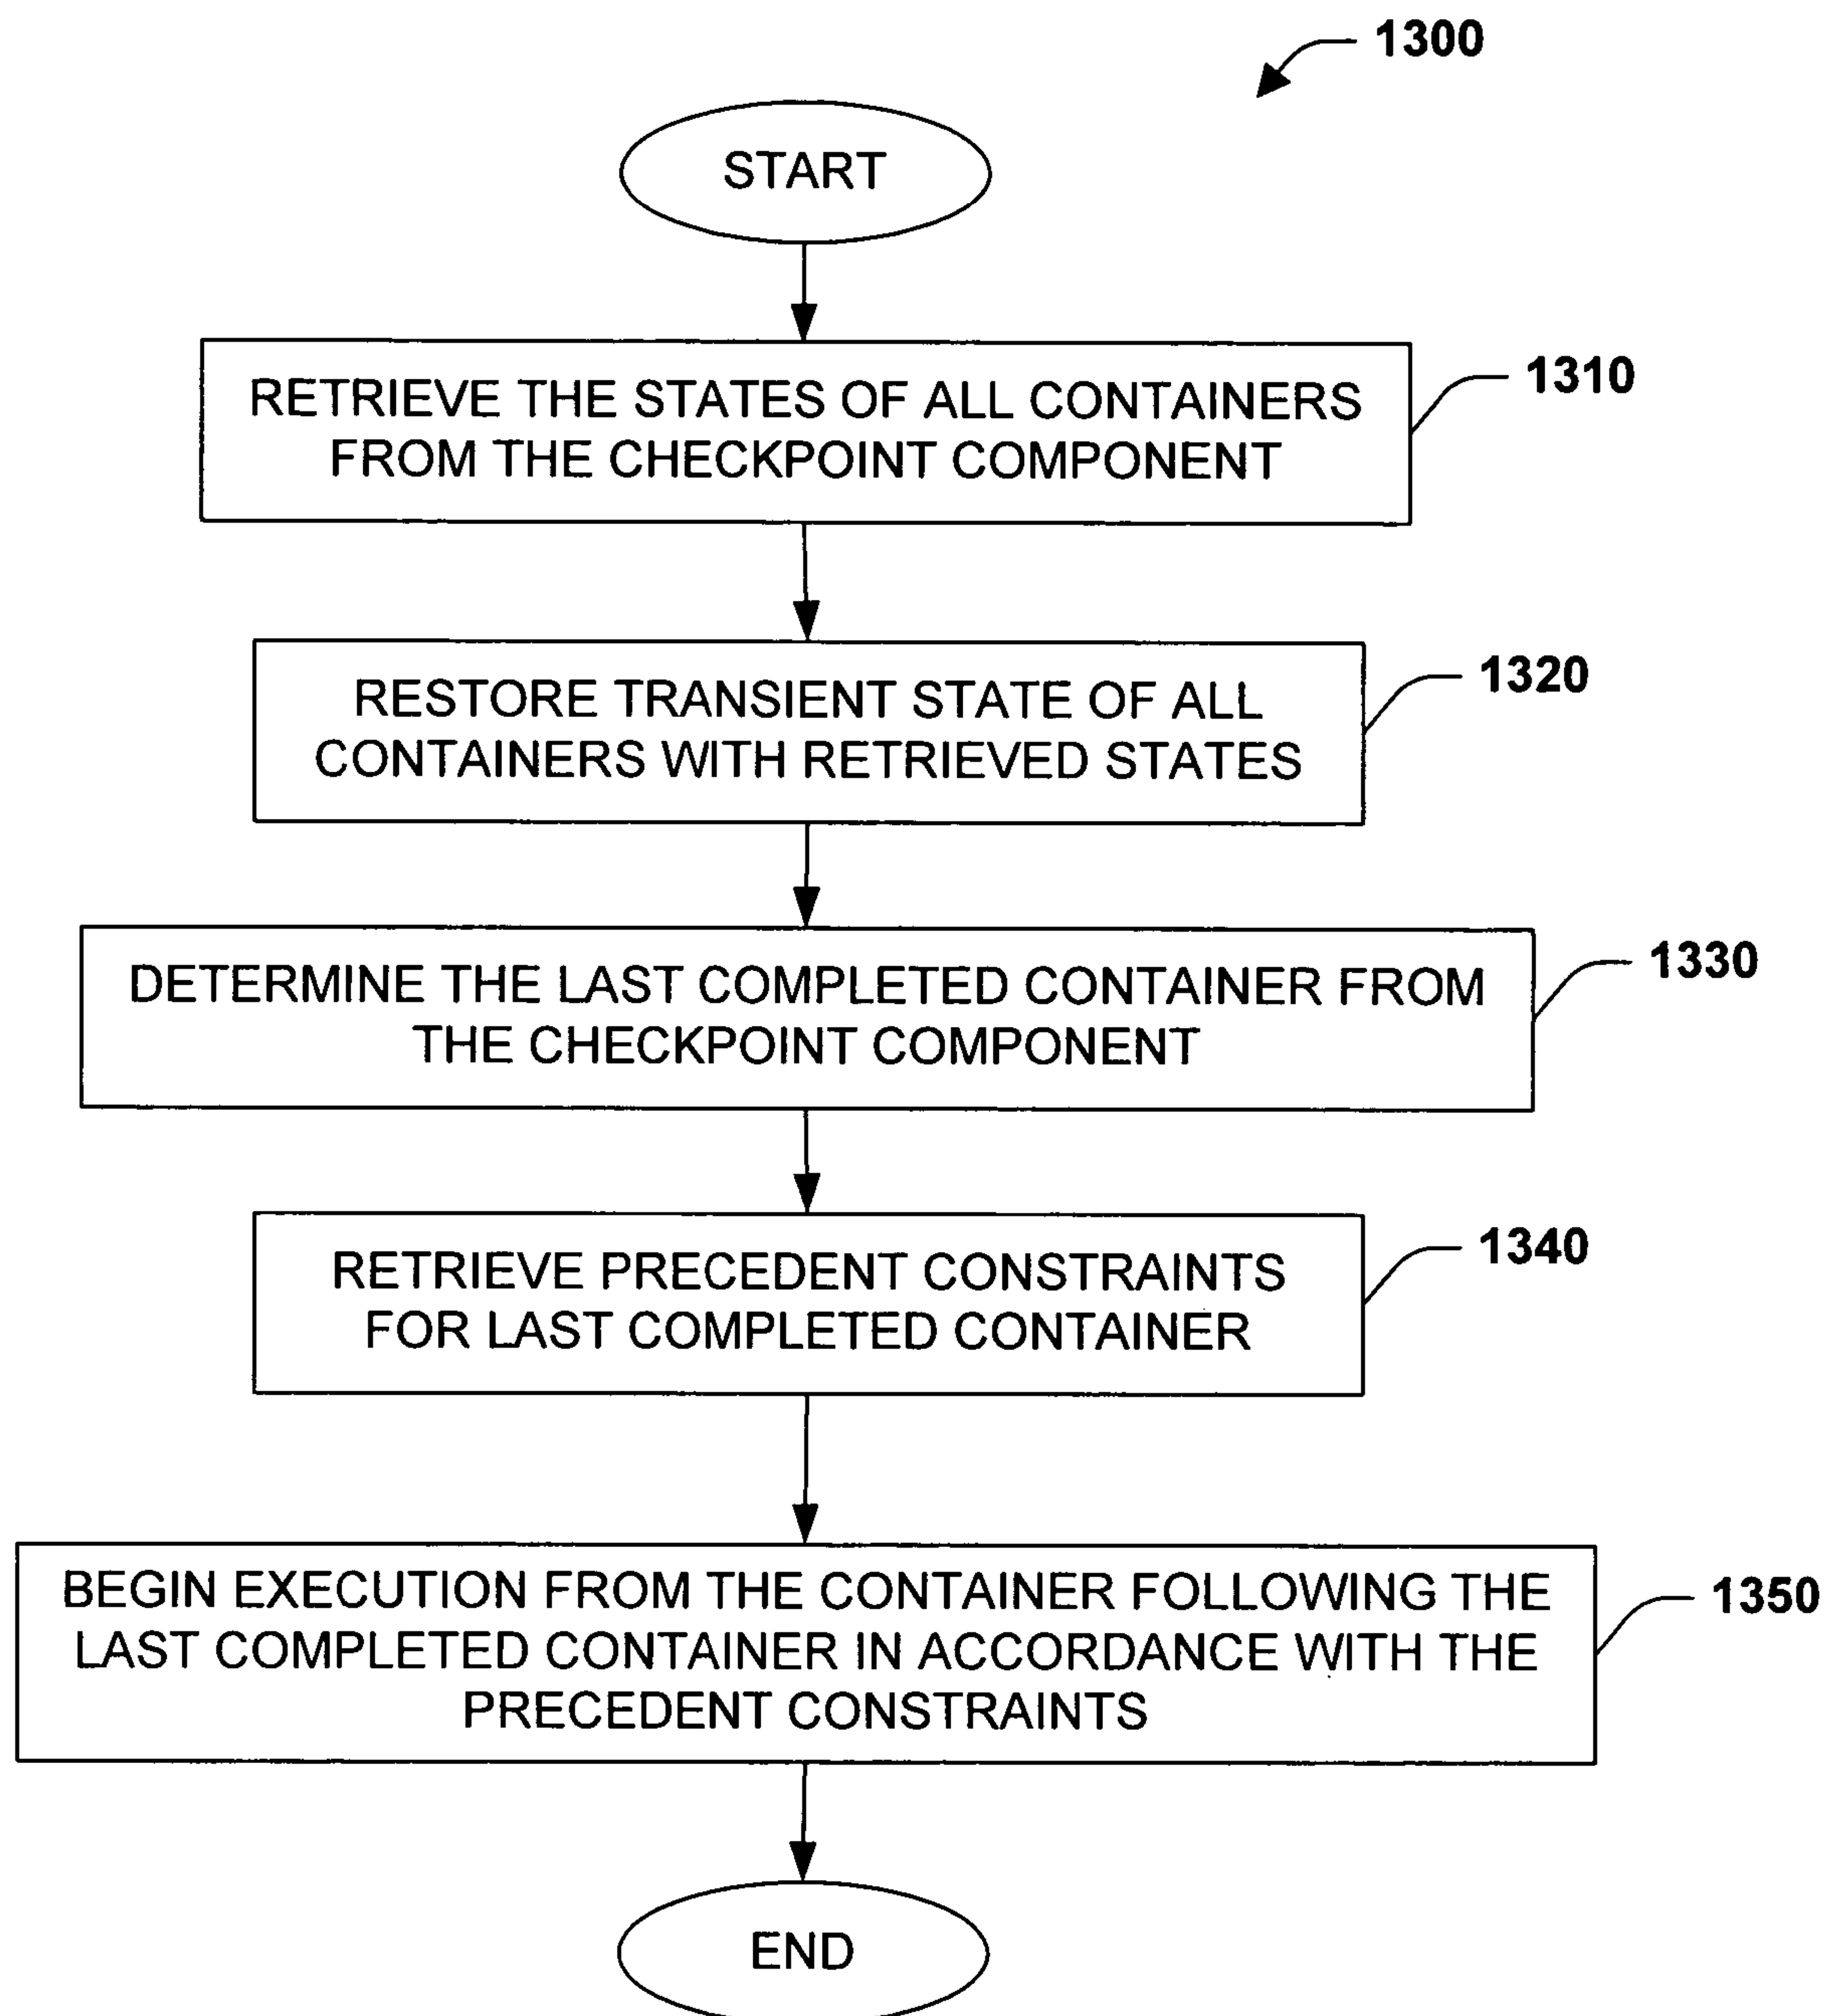 1300
START
RETRIEVE THE STATES OF ALL CONTAINERS
FROM THE CHECKPOINT COMPONENT
1310
RESTORE TRANSIENT STATE OF ALL
CONTAINERS WITH RETRIEVED STATES
1320
DETERMINE THE LAST COMPLETED CONTAINER FROM
THE CHECKPOINT COMPONENT
1330
RETRIEVE PRECEDENT CONSTRAINTS
FOR LAST COMPLETED CONTAINER
1340
BEGIN EXECUTION FROM THE CONTAINER FOLLOWING THE
LAST COMPLETED CONTAINER IN ACCORDANCE WITH THE
PRECEDENT CONSTRAINTS
1350
END